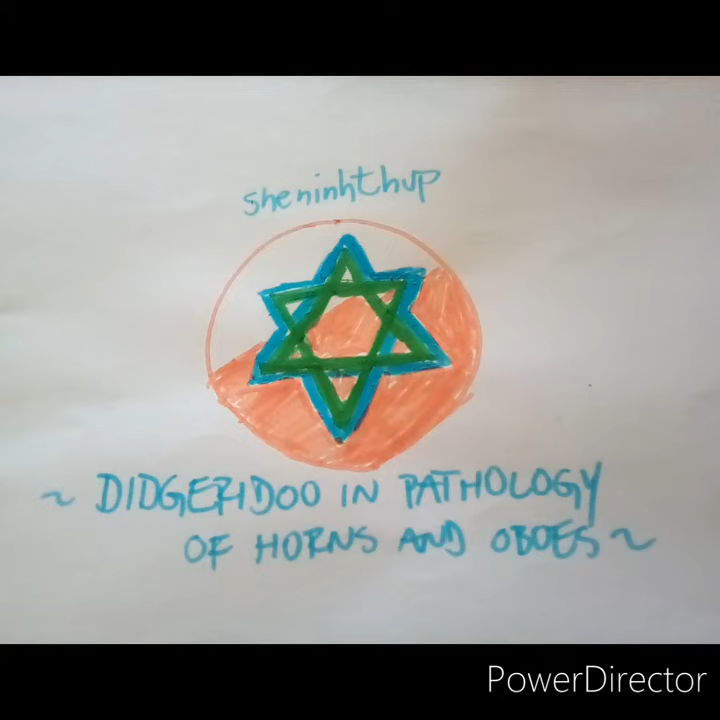 sheninhthup
~ DIDGERIDOO IN PATHOLOGY
OF HORNS AND OBOES ~
PowerDirector